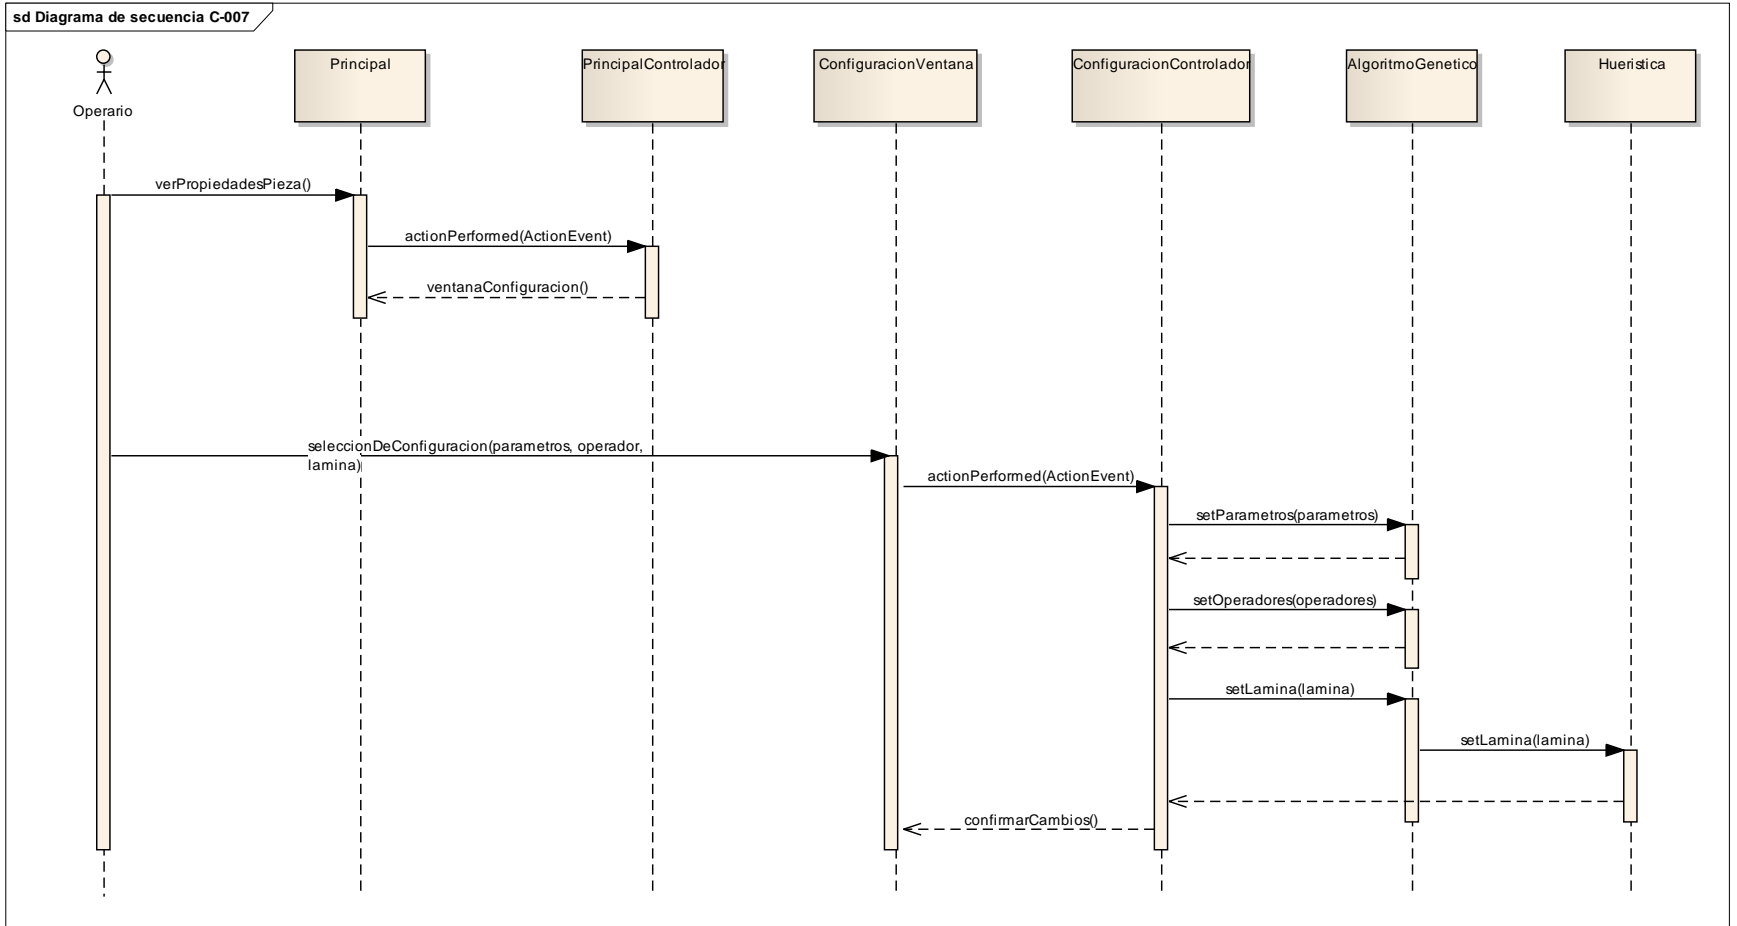 sd Diagrama de secuencia C-007
Operario
Principal
PrincipalControlador
ConfiguracionVentana
ConfiguracionControlador
AlgoritmoGenetico
Hueristica
verPropiedadesPieza()
actionPerformed(ActionEvent)
ventanaConfiguracion()
seleccionDeConfiguracion(parametros, operador,
lamina)
actionPerformed(ActionEvent)
setParametros(parametros)
setOperadores(operadores)
setLamina(lamina)
setLamina(lamina)
confirmarCambios()